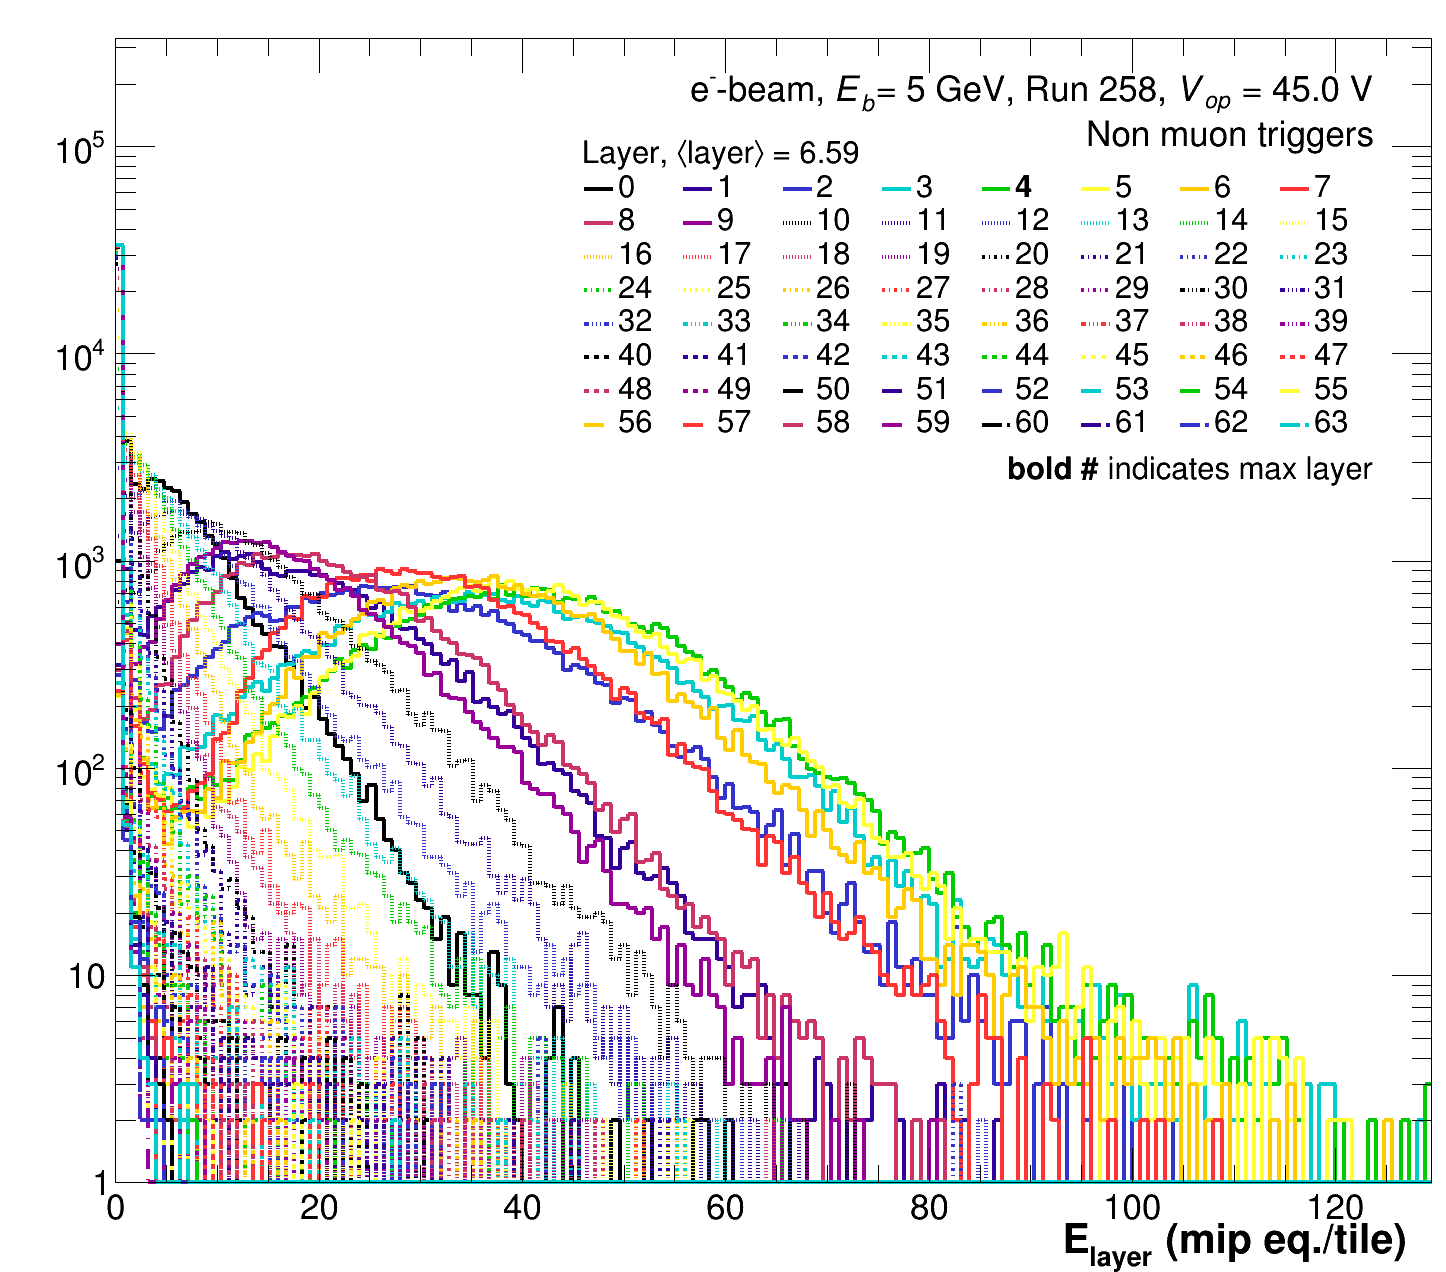 e⁻-beam, E_b= 5 GeV, Run 258, V_op = 45.0 V
Non muon triggers
Layer, ⟨layer⟩ = 6.59
0 1 2 3 4 5 6 7
8 9 10 11 12 13 14 15
16 17 18 19 20 21 22 23
24 25 26 27 28 29 30 31
32 33 34 35 36 37 38 39
40 41 42 43 44 45 46 47
48 49 50 51 52 53 54 55
56 57 58 59 60 61 62 63
bold # indicates max layer
10⁵
10⁴
10³
10²
10
1
0 20 40 60 80 100 120
E_layer (mip eq./tile)